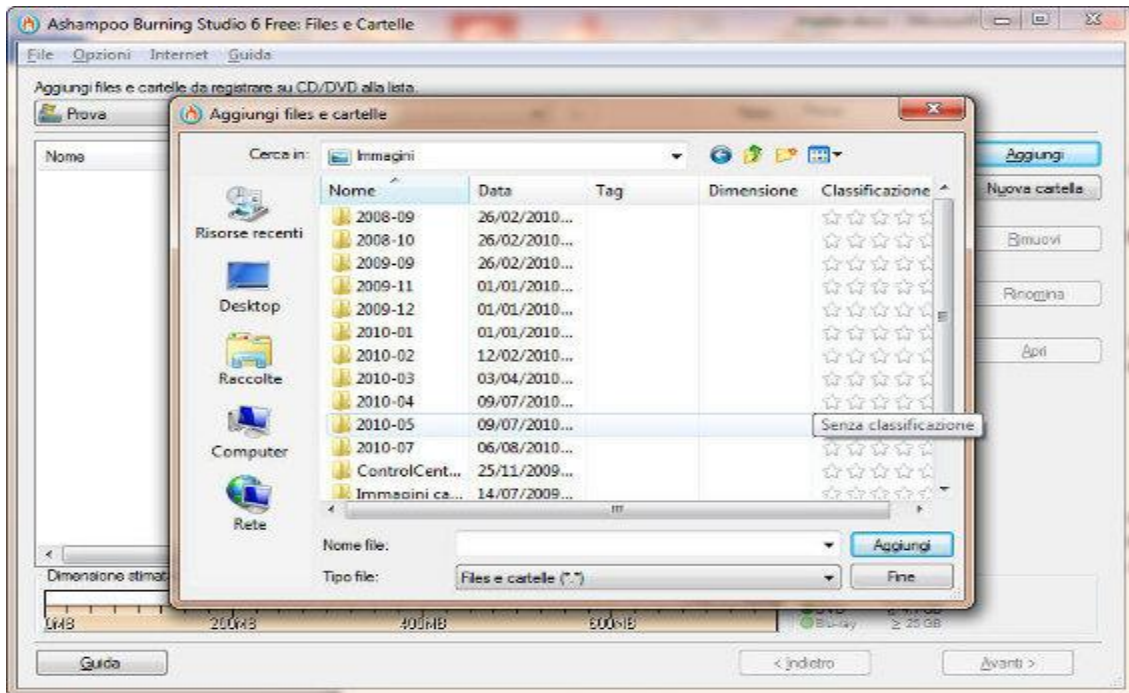 Ashampoo Burning Studio 6 Free: Files e Cartelle
File Opzioni Internet Guida
Aggiungi files e cartelle da registrare su CD/DVD alla lista.
Prova
Aggiungi files e cartelle
Nome
Cerca in: Immagini
Aggiungi
Nuova cartella
Rimuovi
Rinomina
Apri
Risorse recenti
Desktop
Raccolte
Computer
Rete
Nome Data Tag Dimensione Classificazione
2008-09 26/02/2010...
2008-10 26/02/2010...
2009-09 26/02/2010...
2009-11 01/01/2010...
2009-12 01/01/2010...
2010-01 01/01/2010...
2010-02 12/02/2010...
2010-03 03/04/2010...
2010-04 09/07/2010...
2010-05 09/07/2010...
Senza classificazione
2010-07 06/08/2010...
ControlCent... 25/11/2009...
Immagini ca... 14/07/2009...
Nome file: Aggiungi
Tipo file: Files e cartelle (*.*) Fine
Dimensione stimat
0MB 200MB 400MB 600MB
Blu-ray ≥ 25 GB
Guida < Indietro Avanti >